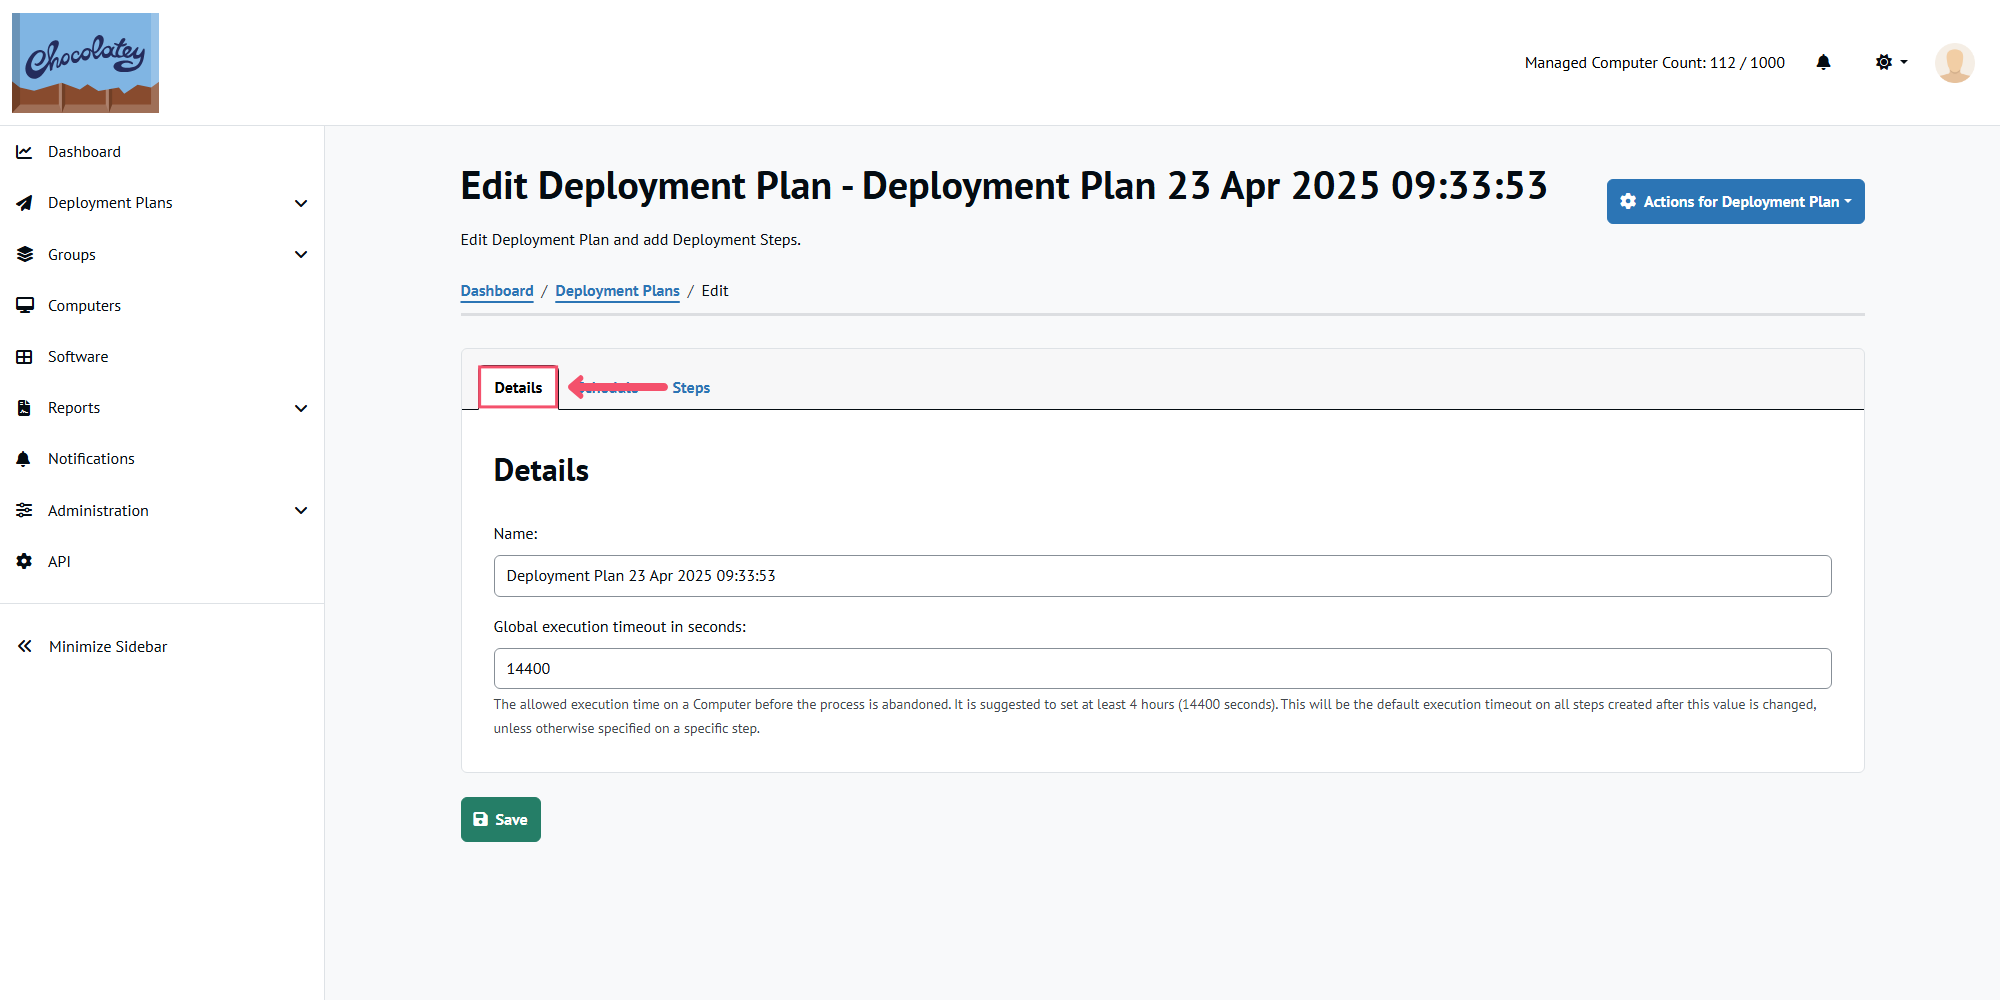 Chocolatey
Managed Computer Count: 112 / 1000
Dashboard
Deployment Plans
Groups
Computers
Software
Reports
Notifications
Administration
API
Minimize Sidebar
Edit Deployment Plan - Deployment Plan 23 Apr 2025 09:33:53
Actions for Deployment Plan
Edit Deployment Plan and add Deployment Steps.
Dashboard / Deployment Plans / Edit
Details Schedule Steps
Details
Name:
Deployment Plan 23 Apr 2025 09:33:53
Global execution timeout in seconds:
14400
The allowed execution time on a Computer before the process is abandoned. It is suggested to set at least 4 hours (14400 seconds). This will be the default execution timeout on all steps created after this value is changed,
unless otherwise specified on a specific step.
Save